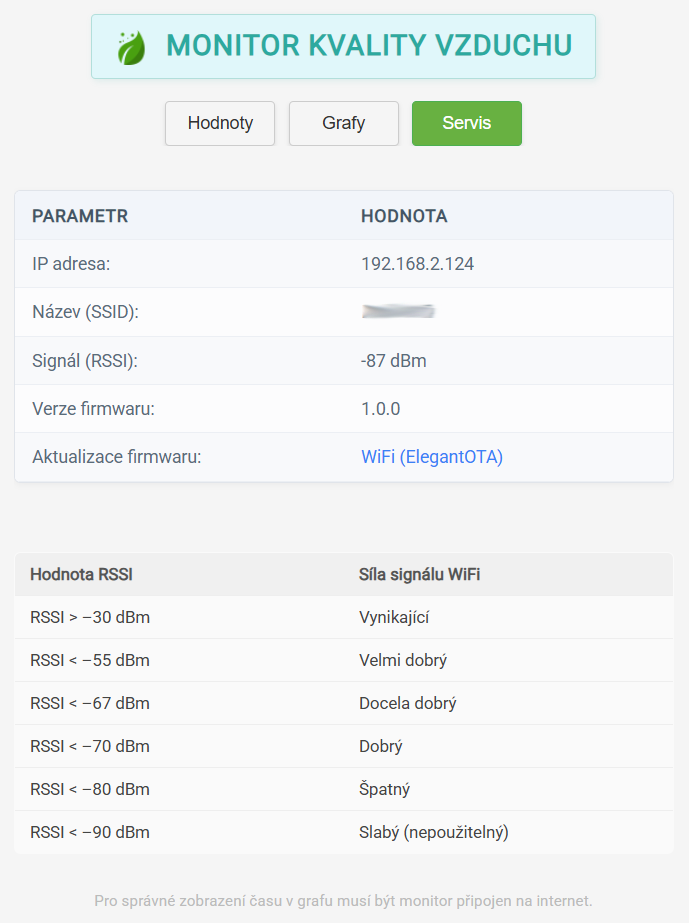 MONITOR KVALITY VZDUCHU
Hodnoty Grafy Servis
PARAMETR HODNOTA
IP adresa: 192.168.2.124
Název (SSID):
Signál (RSSI): -87 dBm
Verze firmwaru: 1.0.0
Aktualizace firmwaru: WiFi (ElegantOTA)
Hodnota RSSI Síla signálu WiFi
RSSI > −30 dBm Vynikající
RSSI < −55 dBm Velmi dobrý
RSSI < −67 dBm Docela dobrý
RSSI < −70 dBm Dobrý
RSSI < −80 dBm Špatný
RSSI < −90 dBm Slabý (nepoužitelný)
Pro správné zobrazení času v grafu musí být monitor připojen na internet.